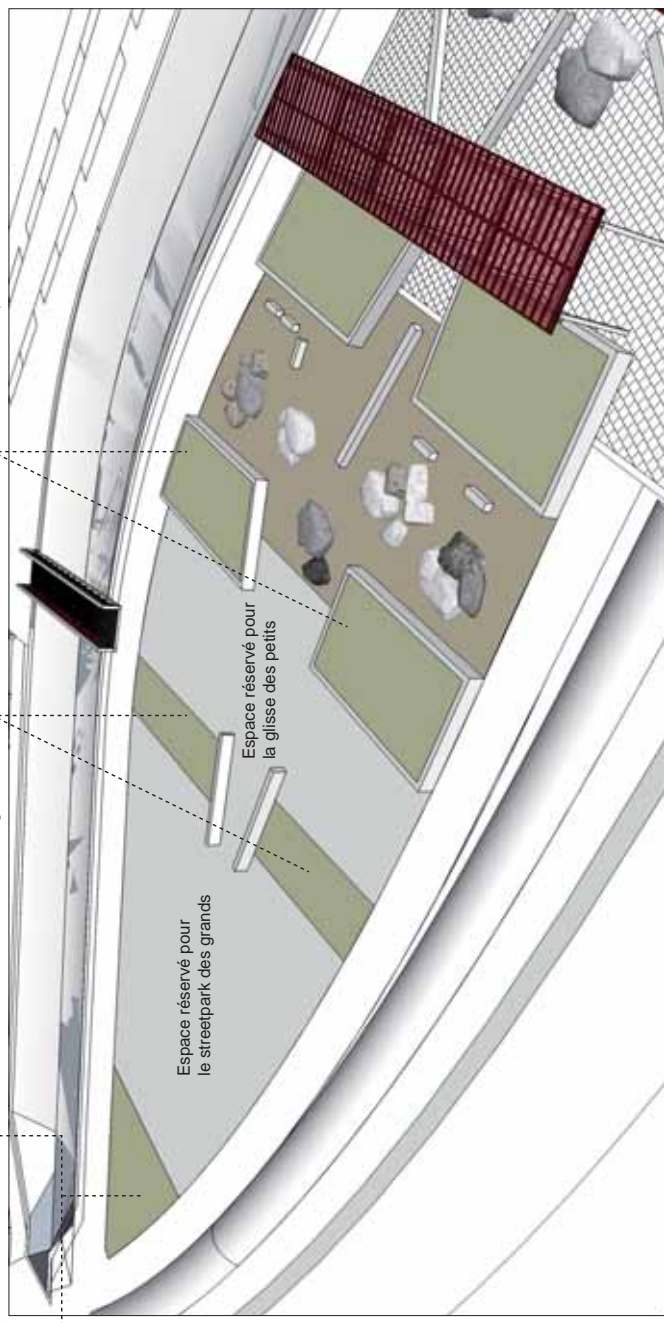 Espace réservé pour
le streetpark des grands
Espace réservé pour
la glisse des petits